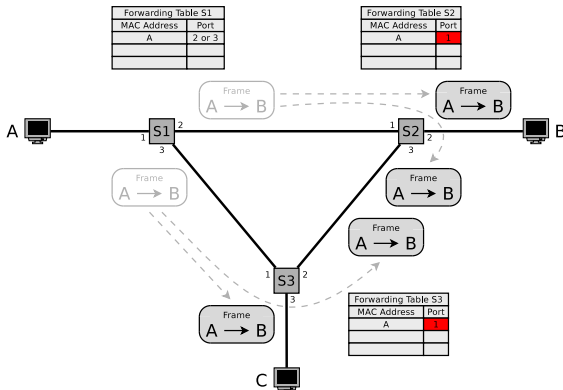 Forwarding Table S1
MAC Address Port
A 2 or 3
Forwarding Table S2
MAC Address Port
A 1
Frame
A → B
Frame
A → B
A
1
S1
2
3
1
S2
2
3
B
Frame
A → B
Frame
A → B
Frame
A → B
1
S3
2
3
Frame
A → B
Forwarding Table S3
MAC Address Port
A 1
C